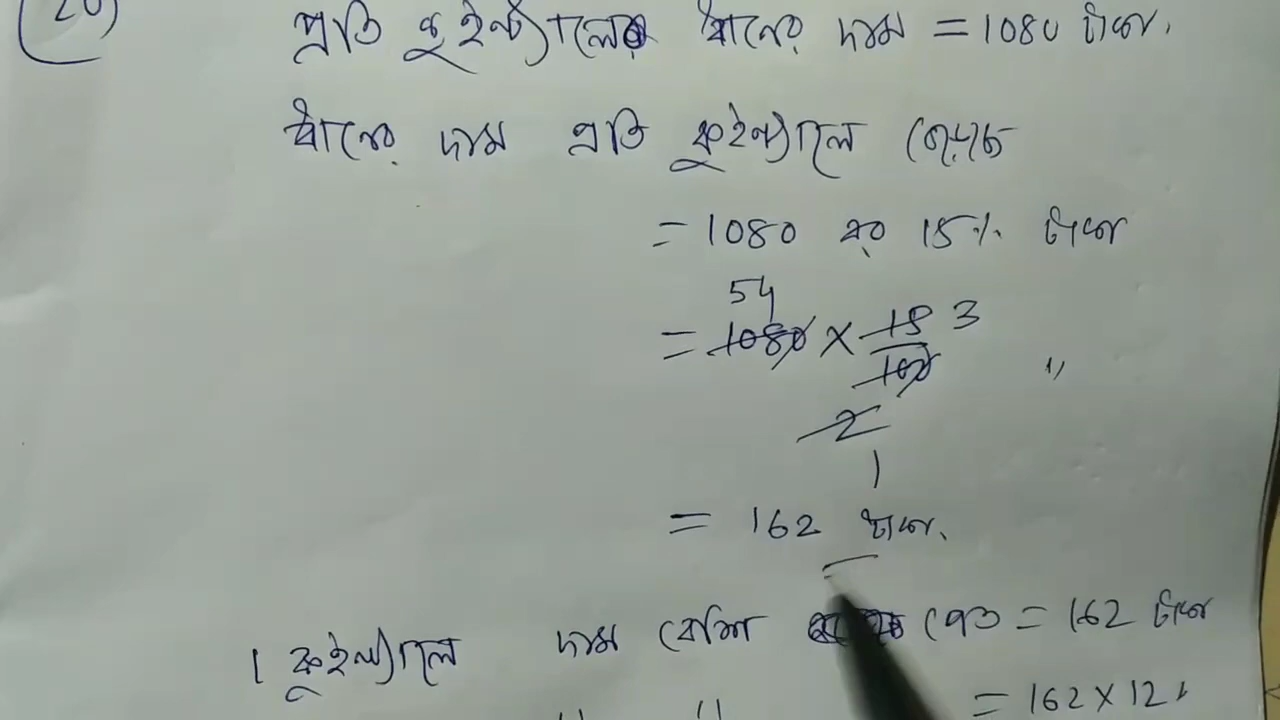 20)
প্রতি কুইন্ট্যালের ধানের দাম = 1080 টাকা.
ধানের দাম প্রতি কুইন্ট্যালে বেড়েছে
= 1080 এর 15% টাকা
54
= 1080 × 15/100 3 "
2
1
= 162 টাকা.
1 কুইন্ট্যালে দাম বেশি পেত = 162 টাকা
" " = 162 × 12